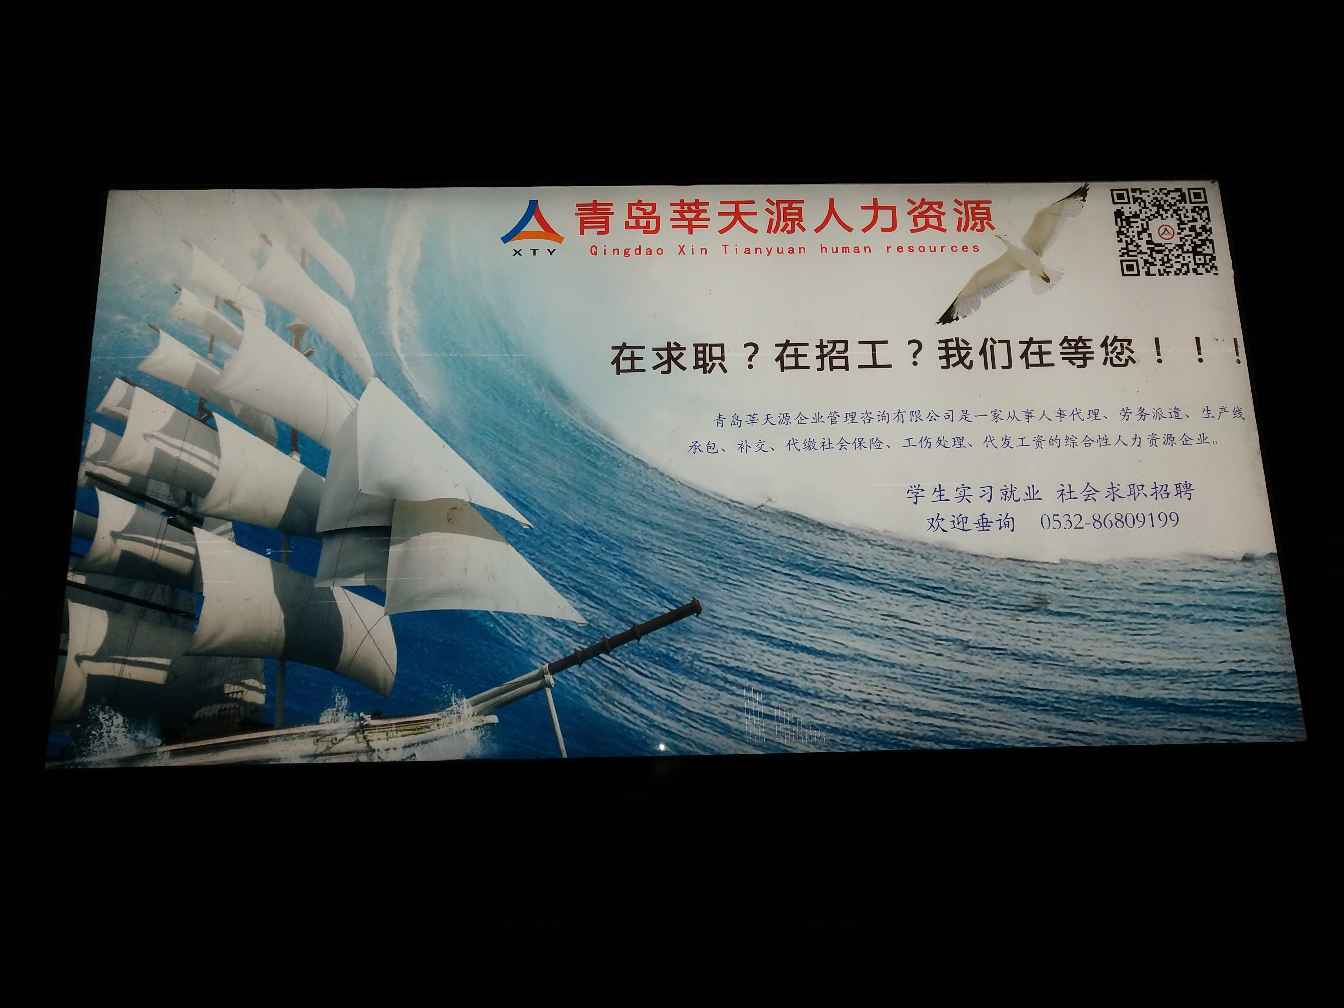 青岛莘天源人力资源
XTY
Qingdao Xin Tianyuan human resources
在求职？在招工？我们在等您！！！
青岛莘天源企业管理咨询有限公司是一家从事人事代理、劳务派遣、生产线
承包、补交、代缴社会保险、工伤处理、代发工资的综合性人力资源企业。
学生实习就业 社会求职招聘
欢迎垂询 0532-86809199